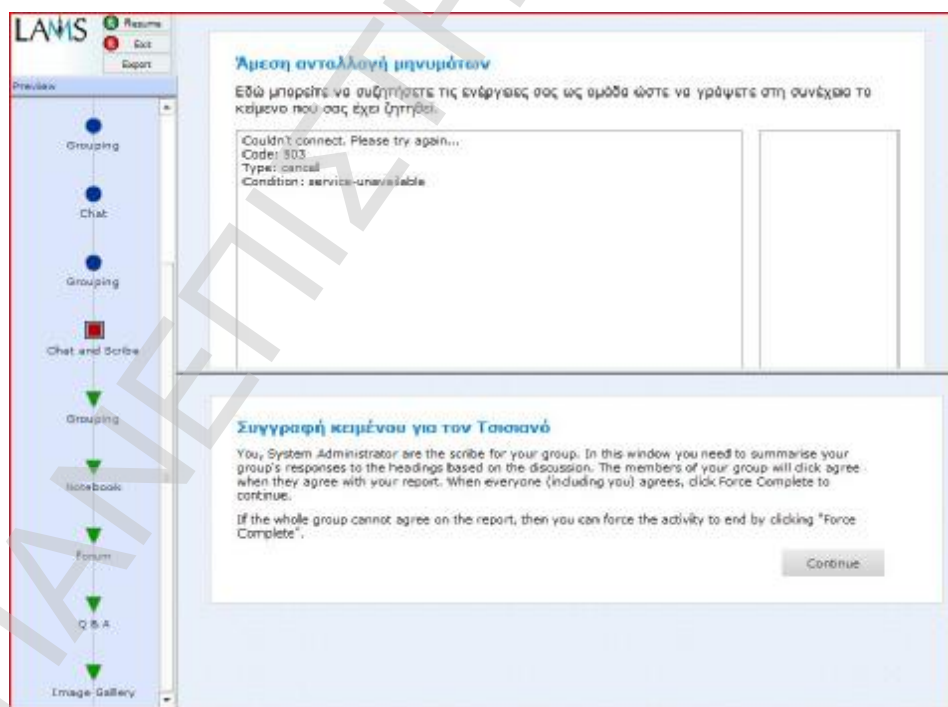 LAMS
Resume
Exit
Export
Preview
Grouping
Chat
Grouping
Chat and Scribe
Grouping
Notebook
Forum
Q & A
Image Gallery
Άμεση ανταλλαγή μηνυμάτων
Εδώ μπορείτε να συζητήσετε τις ενέργειες σας ως ομάδα ώστε να γράψετε στη συνέχεια το
κείμενο που σας έχει ζητηθεί.
Couldn't connect. Please try again...
Code: 503
Type: cancel
Condition: service-unavailable
Συγγραφή κειμένου για τον Τσισιανό
You, System Administrator are the scribe for your group. In this window you need to summarise your
group's responses to the headings based on the discussion. The members of your group will click agree
when they agree with your report. When everyone (including you) agrees, click Force Complete to
continue.
If the whole group cannot agree on the report, then you can force the activity to end by clicking "Force
Complete".
Continue